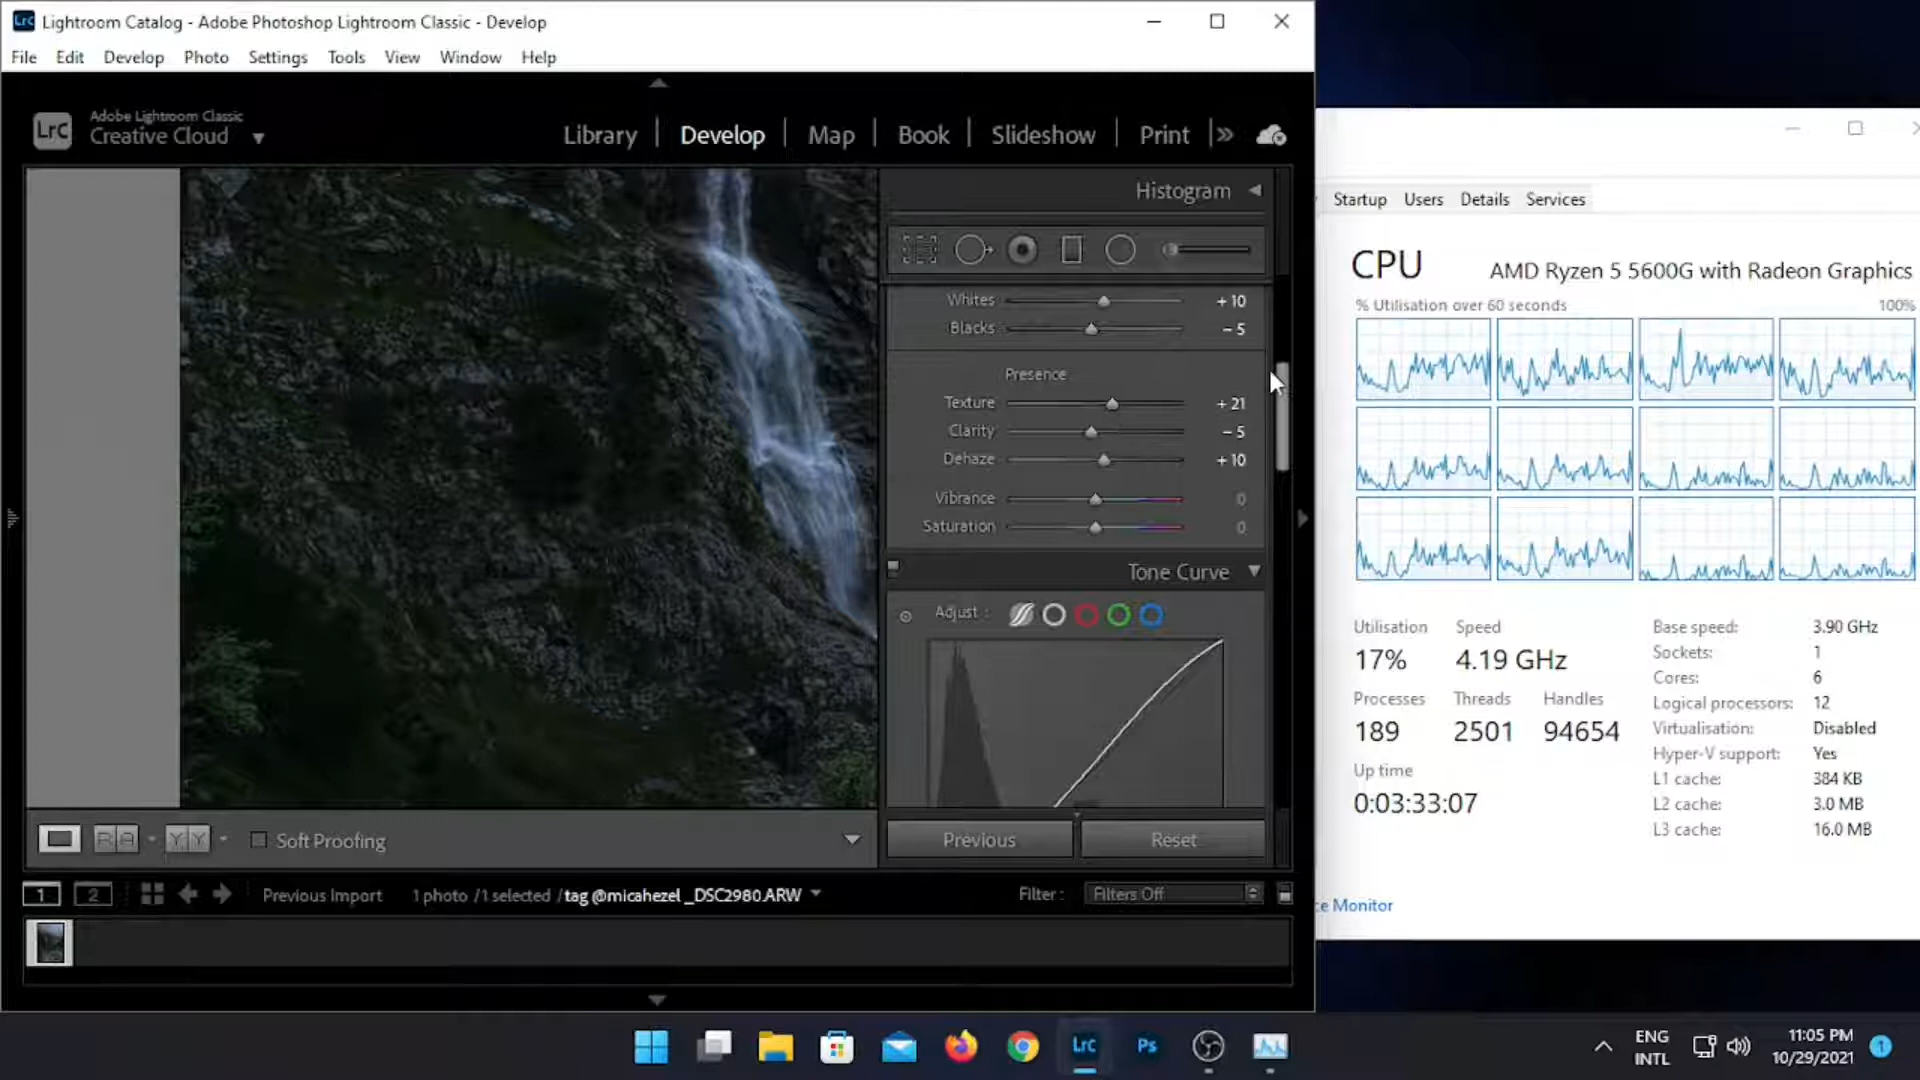 Lrc Lightroom Catalog - Adobe Photoshop Lightroom Classic - Develop
File Edit Develop Photo Settings Tools View Window Help
LrC
Adobe Lightroom Classic
Creative Cloud
Library Develop Map Book Slideshow Print
Histogram
Whites +10
Blacks -5
Presence
Texture +21
Clarity -5
Dehaze +10
Vibrance 0
Saturation 0
Tone Curve
Adjust :
Previous Reset
R A Y Y Soft Proofing
1 2 Previous Import 1 photo /1 selected /tag @micahezel _DSC2980.ARW Filter : Filters Off
Startup Users Details Services
CPU AMD Ryzen 5 5600G with Radeon Graphics
% Utilisation over 60 seconds 100%
Utilisation Speed
17% 4.19 GHz
Processes Threads Handles
189 2501 94654
Up time
0:03:33:07
Base speed: 3.90 GHz
Sockets: 1
Cores: 6
Logical processors: 12
Virtualisation: Disabled
Hyper-V support: Yes
L1 cache: 384 KB
L2 cache: 3.0 MB
L3 cache: 16.0 MB
ce Monitor
Lrc Ps
ENG
INTL
11:05 PM
10/29/2021
1